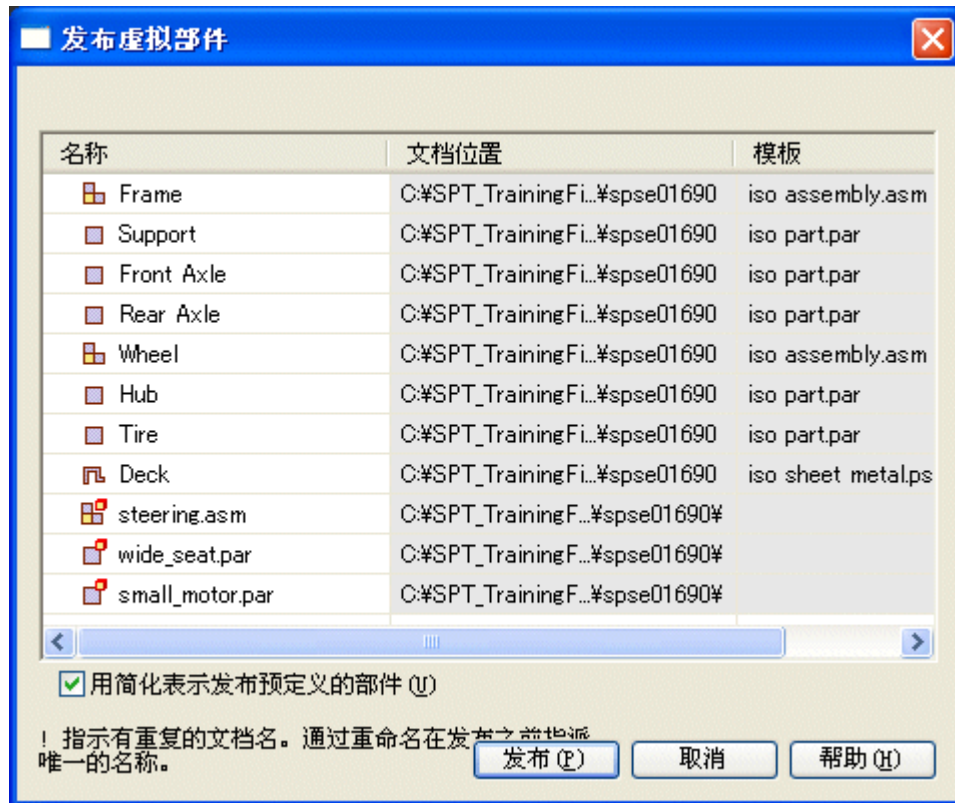 发布虚拟部件
名称 文档位置 模板
Frame C:¥SPT_TrainingFi...¥spse01690 iso assembly.asm
Support C:¥SPT_TrainingFi...¥spse01690 iso part.par
Front Axle C:¥SPT_TrainingFi...¥spse01690 iso part.par
Rear Axle C:¥SPT_TrainingFi...¥spse01690 iso part.par
Wheel C:¥SPT_TrainingFi...¥spse01690 iso assembly.asm
Hub C:¥SPT_TrainingFi...¥spse01690 iso part.par
Tire C:¥SPT_TrainingFi...¥spse01690 iso part.par
Deck C:¥SPT_TrainingFi...¥spse01690 iso sheet metal.ps
steering.asm C:¥SPT_TrainingF...¥spse01690¥
wide_seat.par C:¥SPT_TrainingF...¥spse01690¥
small_motor.par C:¥SPT_TrainingF...¥spse01690¥
用简化表示发布预定义的部件(U)
! 指示有重复的文档名。通过重命名在发布之前指派
唯一的名称。
发布(P) 取消 帮助(H)